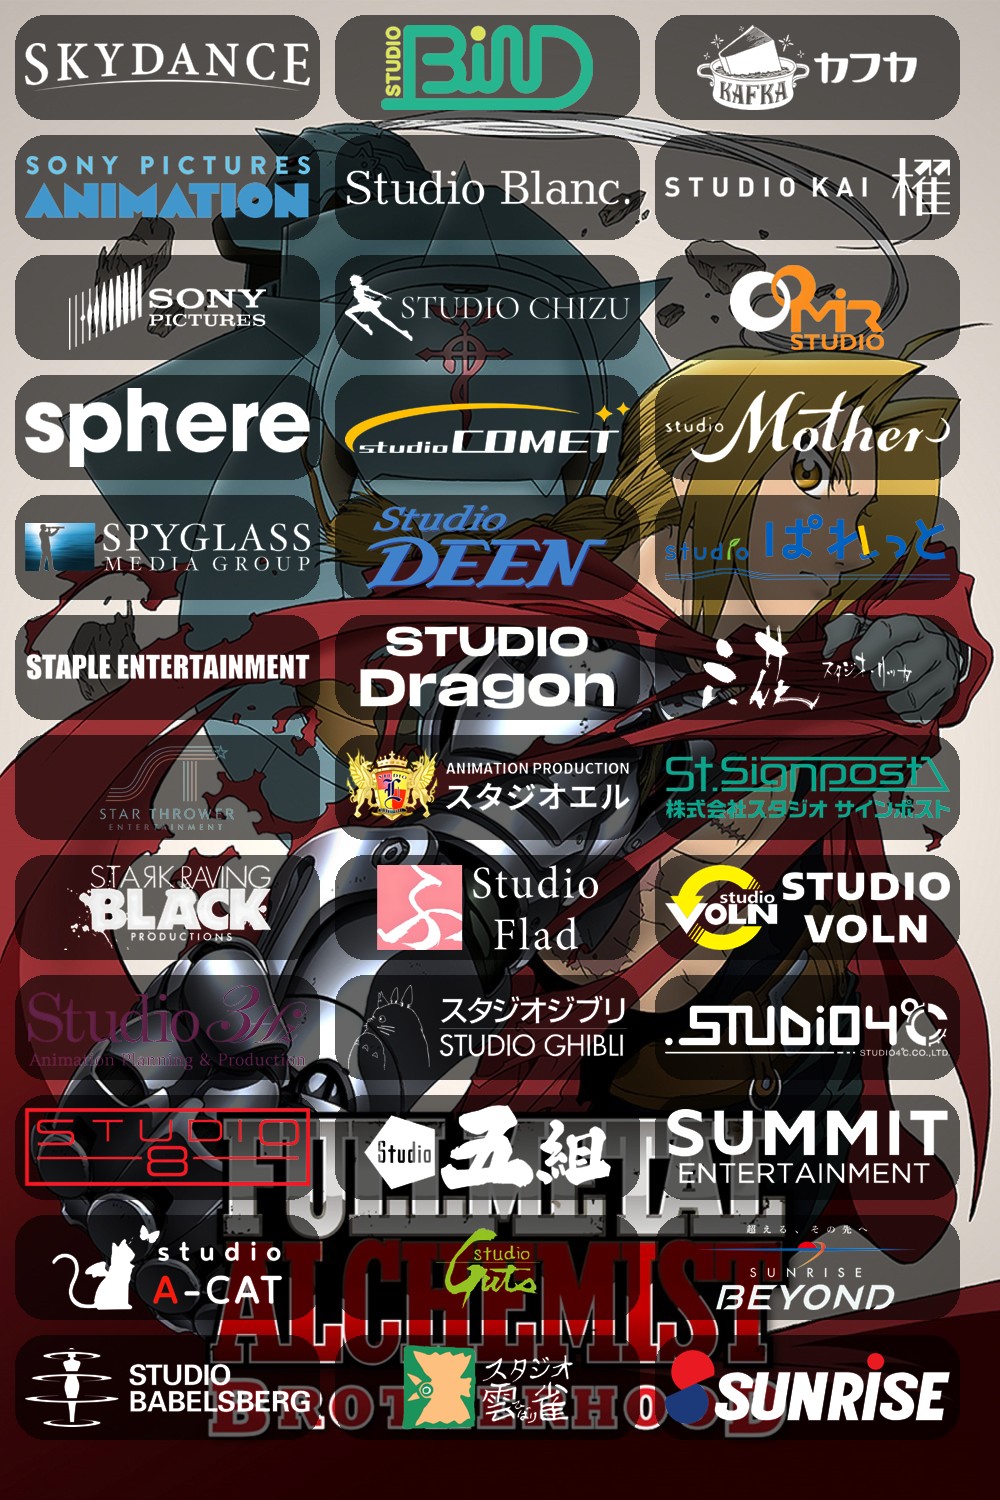 SKYDANCE
STUDIO BiND
KAFKA カフカ
SONY PICTURES
ANIMATION
Studio Blanc.
STUDIO KAI 櫂
SONY
PICTURES
STUDIO CHIZU
MiR
STUDIO
sphere
studio COMET
studio Mother
SPYGLASS
MEDIA GROUP
Studio
DEEN
studio ぱれっと
STAPLE ENTERTAINMENT
STUDIO
Dragon
スタジオリッカ
ST
STAR THROWER
ENTERTAINMENT
STUDIO L
ANIMATION PRODUCTION
スタジオエル
St.Signpost
株式会社スタジオ サインポスト
STARK RAVING
BLACK
PRODUCTIONS
ふ
Studio
Flad
studio
VOLN
STUDIO
VOLN
Studio 3Hz
Animation Planning & Production
スタジオジブリ
STUDIO GHIBLI
.STUDiO4℃
STUDIO4℃.CO.,LTD.
STUDIO
8
Studio 五組
SUMMIT
ENTERTAINMENT
studio
A-CAT
studio
Guts
超える、その先へ
SUNRISE
BEYOND
STUDIO
BABELSBERG
スタジオ
雲雀
ひばり
SUNRISE
FULLMETAL
ALCHEMIST
BROTHERHOOD